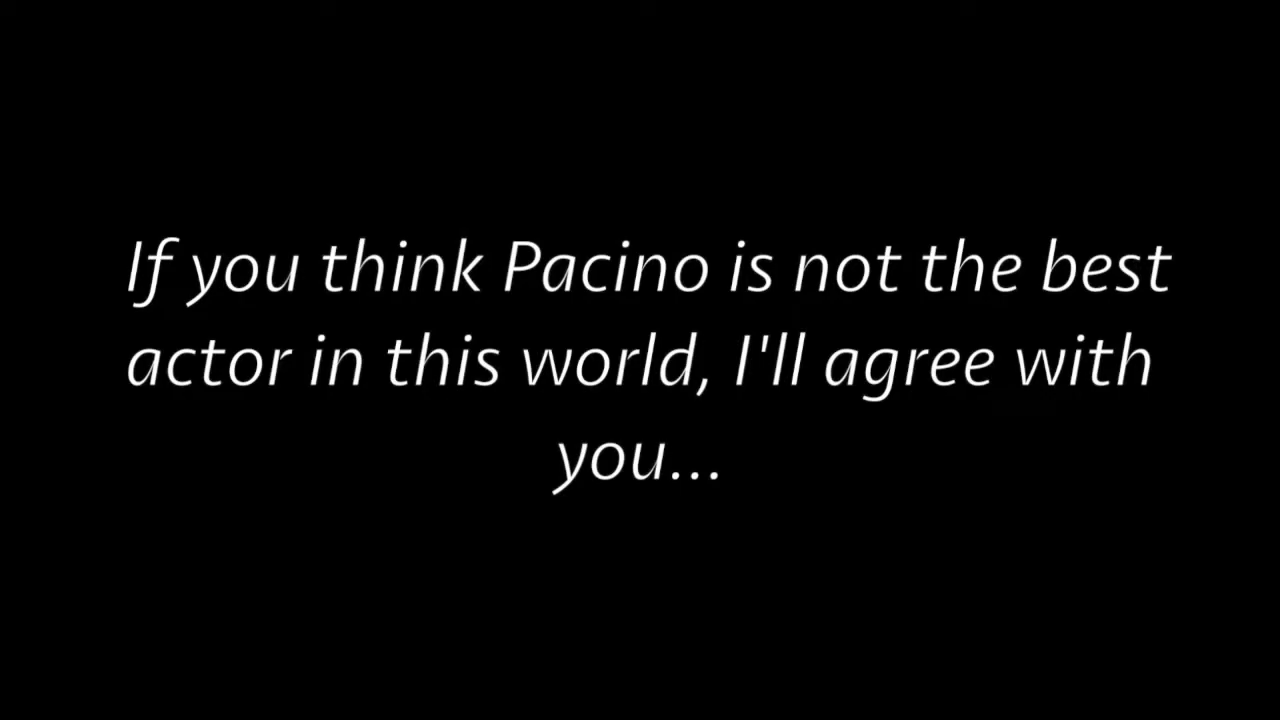 If you think Pacino is not the best
actor in this world, I'll agree with
you...